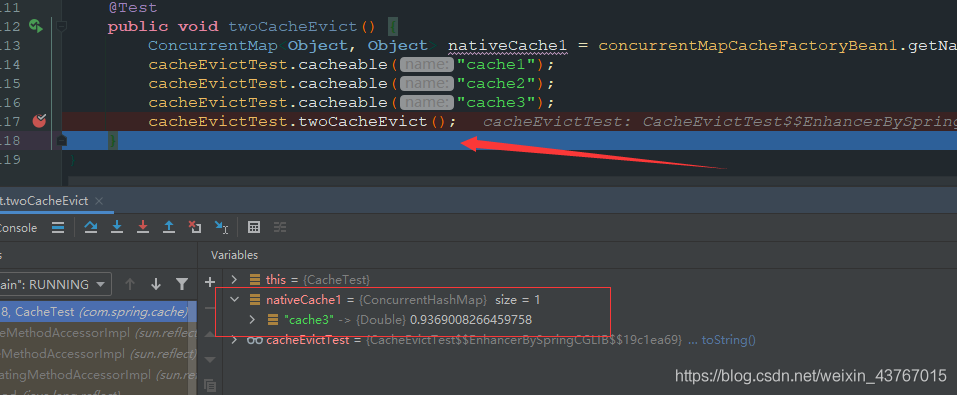 111 @Test
112 public void twoCacheEvict() {
113 ConcurrentMap Object, Object nativeCache1 = concurrentMapCacheFactoryBean1.getNa
114 cacheEvictTest.cacheable( name: "cache1");
115 cacheEvictTest.cacheable( name: "cache2");
116 cacheEvictTest.cacheable( name: "cache3");
117 cacheEvictTest.twoCacheEvict(); cacheEvictTest: CacheEvictTest$$EnhancerBySpring
118 }
119
t.twoCacheEvict ×
Console
Variables
ain": RUNNING
this = {CacheTest}
8, CacheTest (com.spring.cache)
nativeCache1 = {ConcurrentHashMap} size = 1
eMethodAccessorImpl (sun.reflect)
"cache3" -> {Double} 0.9369008266459758
eMethodAccessorImpl (sun.reflect)
cacheEvictTest = {CacheEvictTest$$EnhancerBySpringCGLIB$$19c1ea69} ... toString()
atingMethodAccessorImpl (sun.refl
https://blog.csdn.net/weixin_43767015